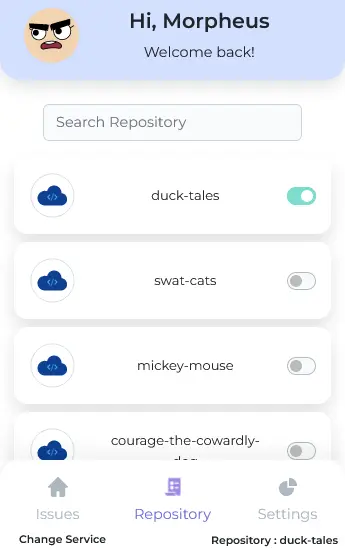 Hi, Morpheus
Welcome back!
Search Repository
duck-tales
swat-cats
mickey-mouse
courage-the-cowardly-
dog
Issues
Repository
Settings
Change Service
Repository : duck-tales